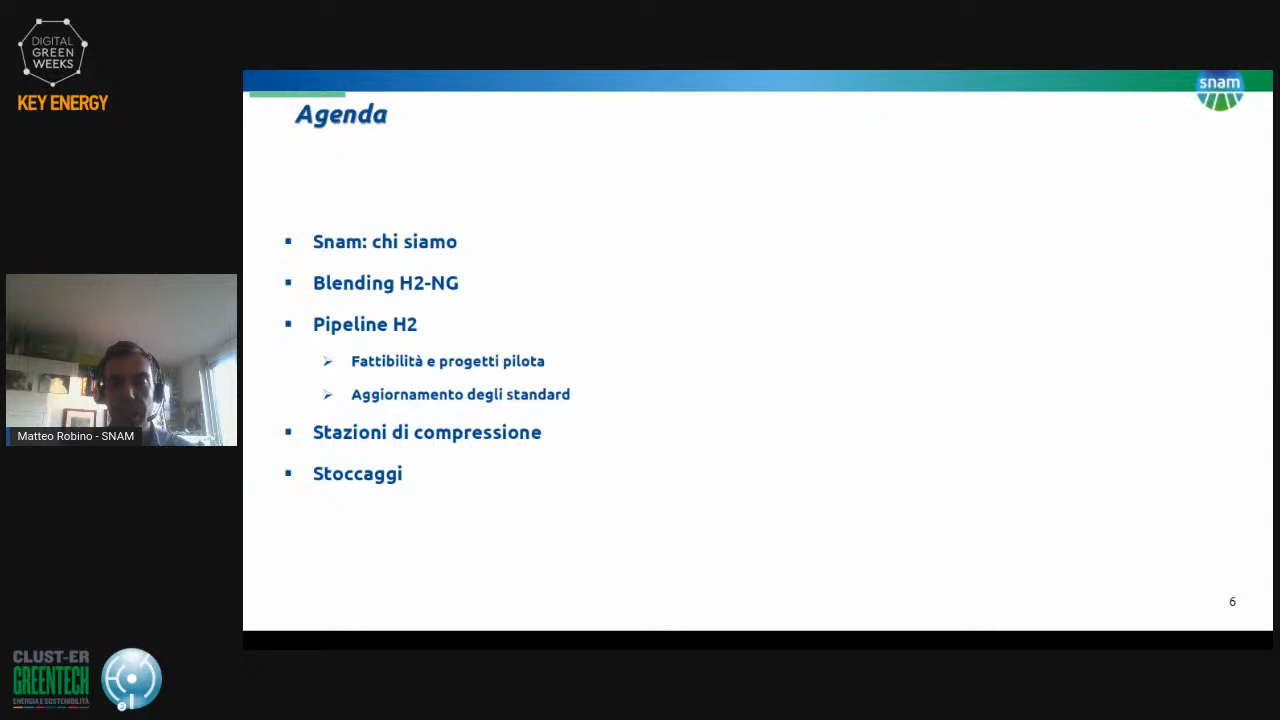 DIGITAL
GREEN
WEEKS
KEY ENERGY
snam
Agenda
Snam: chi siamo
Blending H2-NG
Pipeline H2
Fattibilità e progetti pilota
Aggiornamento degli standard
Stazioni di compressione
Stoccaggi
6
Matteo Robino - SNAM
CLUST-ER
GREENTECH
ENERGIA E SOSTENIBILITÀ
2